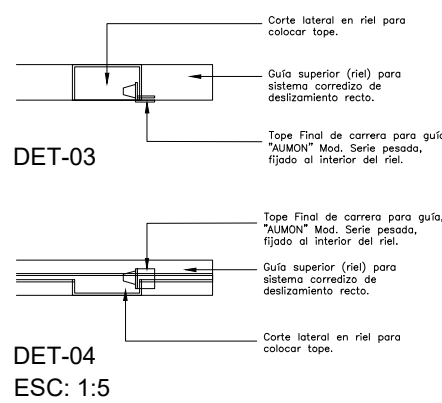 Corte lateral en riel para
colocar tope.
Guía superior (riel) para
sistema corredizo de
deslizamiento recto.
Tope Final de carrera para guía
"AUMON" Mod. Serie pesada,
fijado al interior del riel.
DET-03
Tope Final de carrera para guía,
"AUMON" Mod. Serie pesada,
fijado al interior del riel.
Guía superior (riel) para
sistema corredizo de
deslizamiento recto.
Corte lateral en riel para
colocar tope.
DET-04
ESC: 1:5